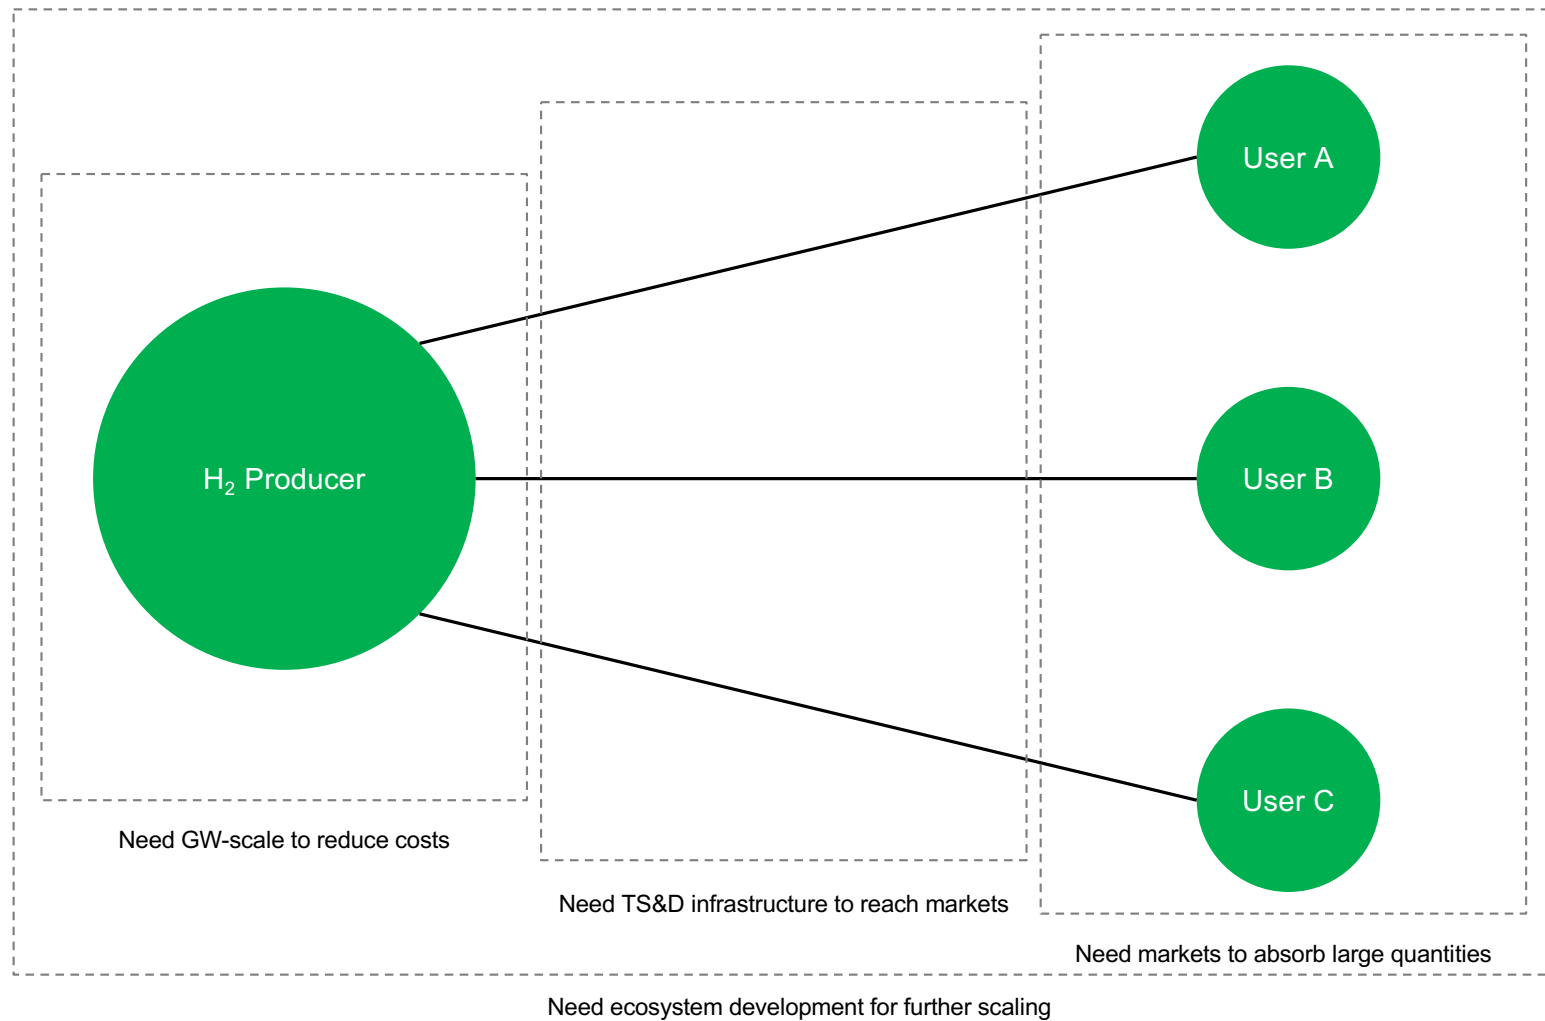 User A
H₂ Producer
User B
User C
Need GW-scale to reduce costs
Need TS&D infrastructure to reach markets
Need markets to absorb large quantities
Need ecosystem development for further scaling